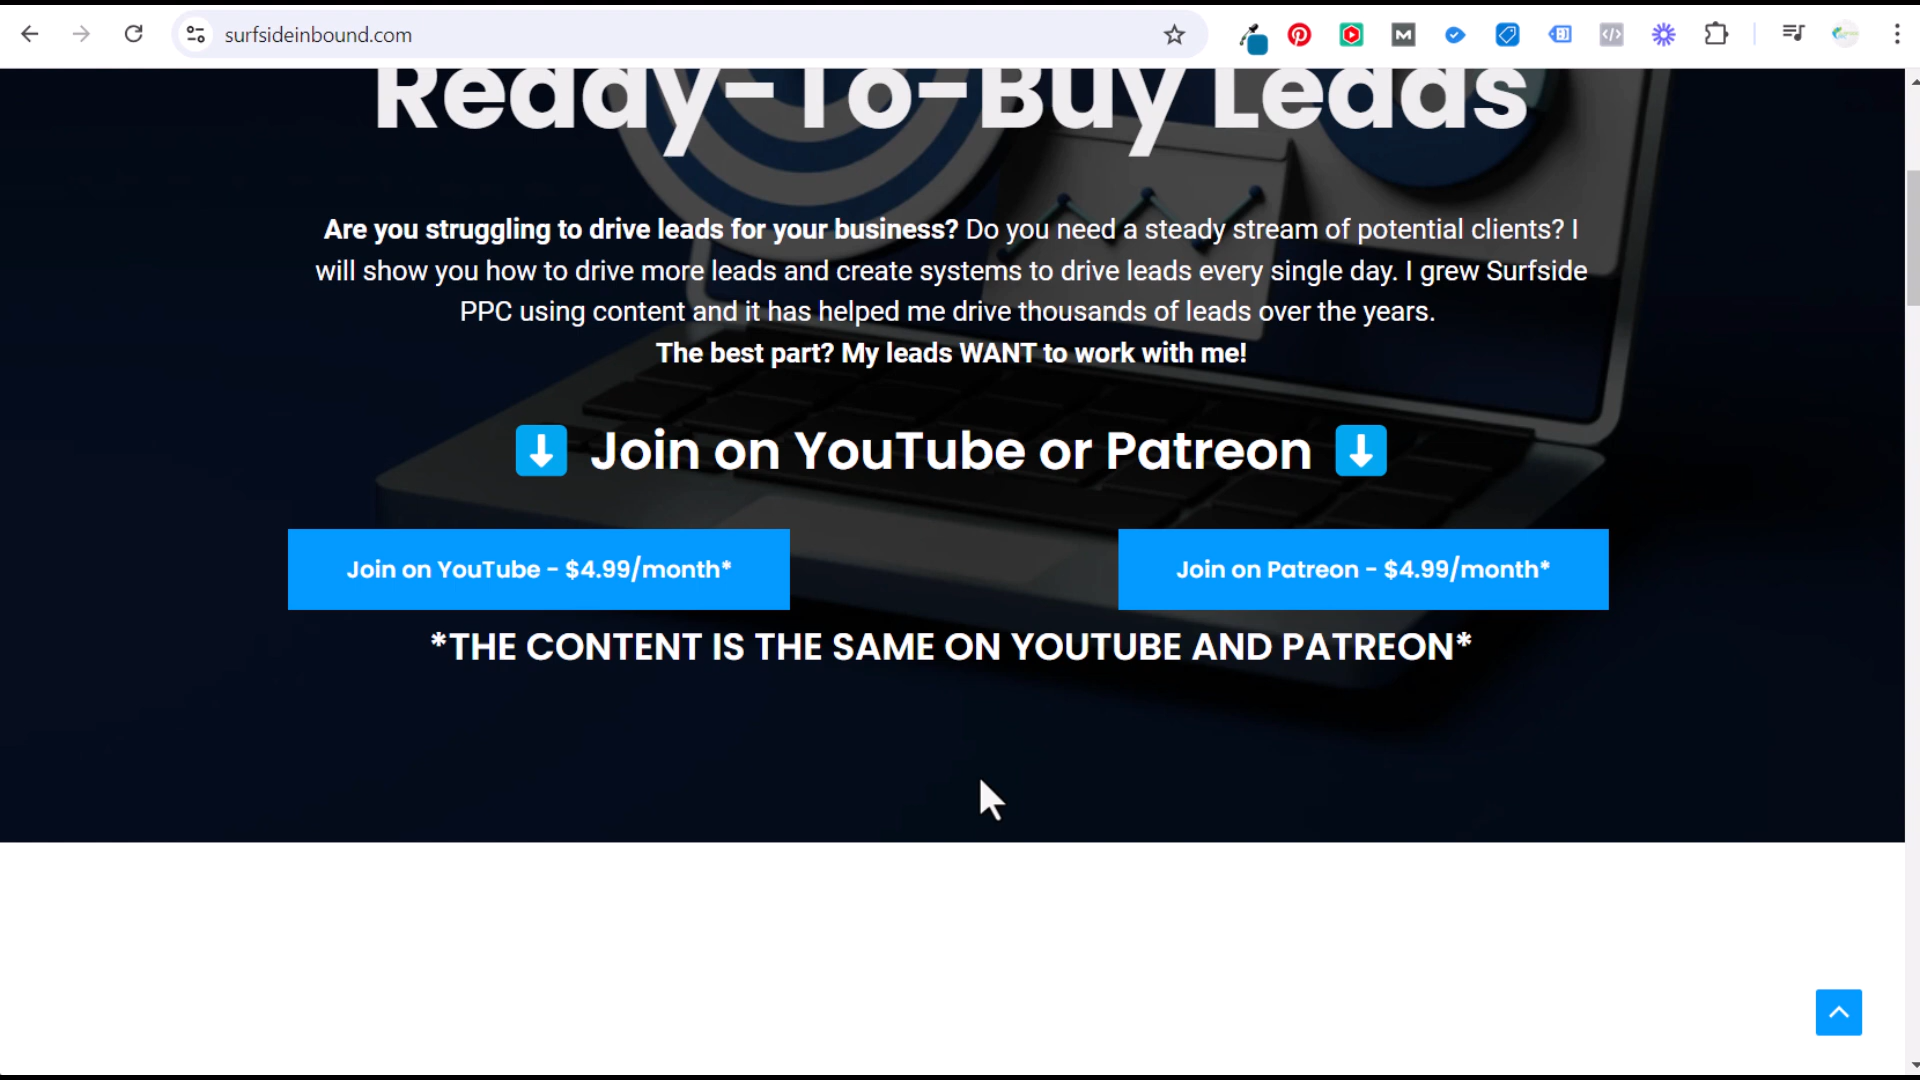 surfsideinbound.com
Ready-To-Buy Leads
Are you struggling to drive leads for your business? Do you need a steady stream of potential clients? I
will show you how to drive more leads and create systems to drive leads every single day. I grew Surfside
PPC using content and it has helped me drive thousands of leads over the years.
The best part? My leads WANT to work with me!
Join on YouTube or Patreon
Join on YouTube - $4.99/month*
Join on Patreon - $4.99/month*
*THE CONTENT IS THE SAME ON YOUTUBE AND PATREON*